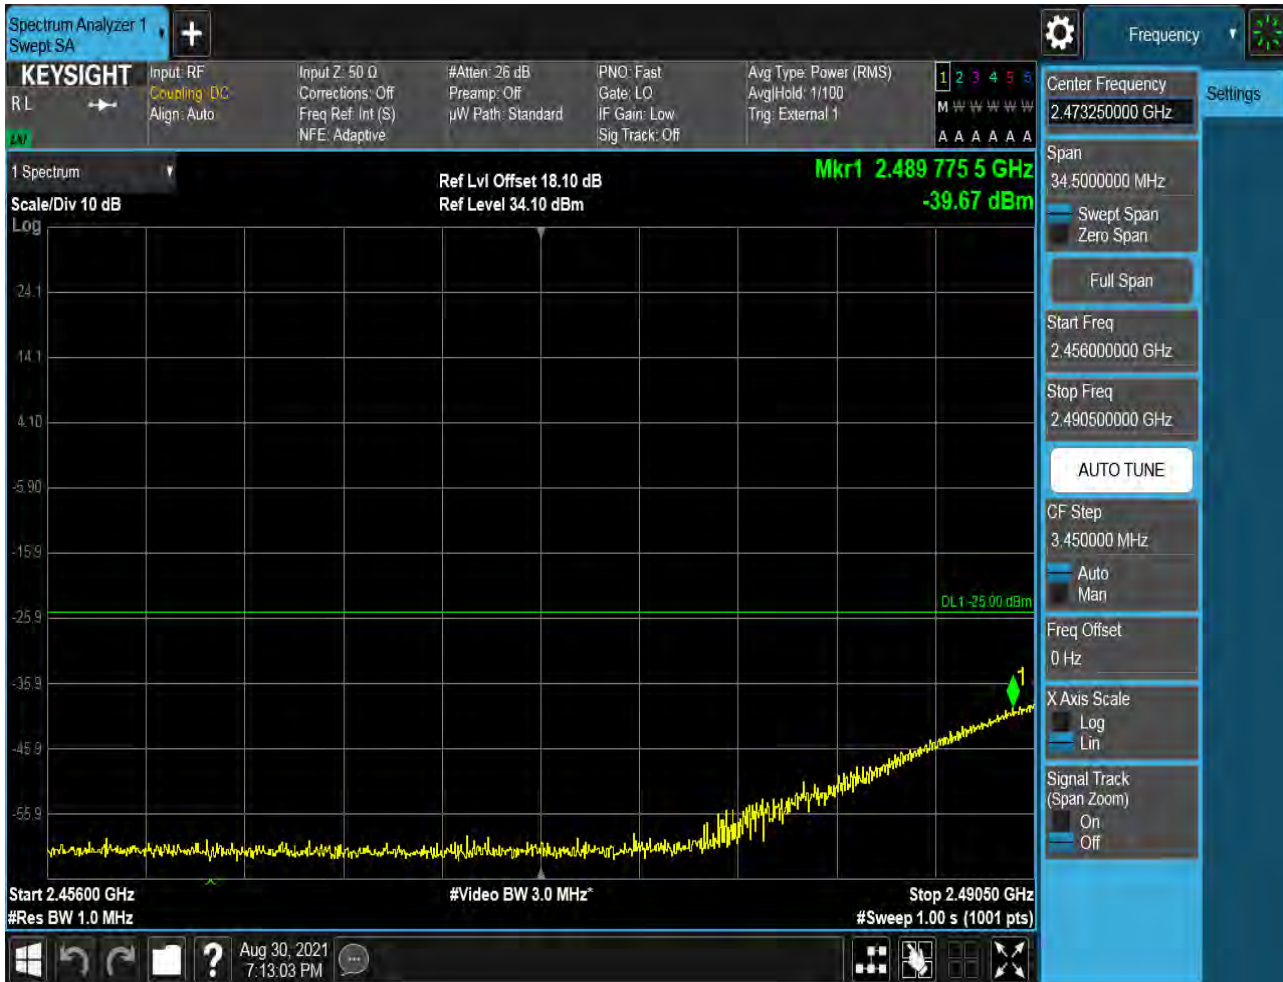 Spectrum Analyzer 1
Swept SA
+
Frequency
KEYSIGHT
R L
LNI
Input: RF
Coupling: DC
Align: Auto
Input Z: 50 Ω
Corrections: Off
Freq Ref: Int (S)
NFE: Adaptive
#Atten: 26 dB
Preamp: Off
µW Path: Standard
PNO: Fast
Gate: LO
IF Gain: Low
Sig Track: Off
Avg Type: Power (RMS)
Avg|Hold: 1/100
Trig: External 1
1 2 3 4 5 6
M W W W W W
A A A A A A
1 Spectrum
Scale/Div 10 dB
Log
Ref Lvl Offset 18.10 dB
Ref Level 34.10 dBm
Mkr1 2.489 775 5 GHz
-39.67 dBm
24.1
14.1
4.10
-5.90
-15.9
-25.9
-35.9
-45.9
-55.9
DL1 -25.00 dBm
1
Start 2.45600 GHz
#Res BW 1.0 MHz
#Video BW 3.0 MHz*
Stop 2.49050 GHz
#Sweep 1.00 s (1001 pts)
Center Frequency
2.473250000 GHz
Settings
Span
34.5000000 MHz
Swept Span
Zero Span
Full Span
Start Freq
2.456000000 GHz
Stop Freq
2.490500000 GHz
AUTO TUNE
CF Step
3.450000 MHz
Auto
Man
Freq Offset
0 Hz
X Axis Scale
Log
Lin
Signal Track
(Span Zoom)
On
Off
?
Aug 30, 2021
7:13:03 PM